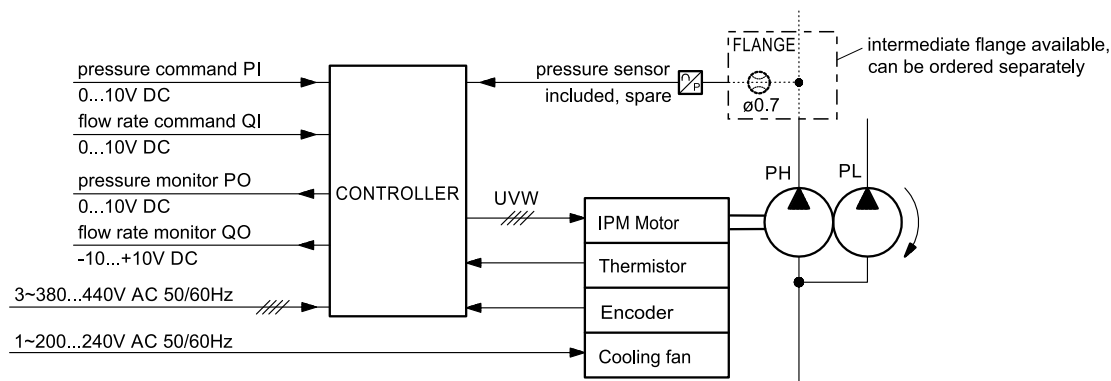 FLANGE
intermediate flange available,
can be ordered separately
pressure command PI
0...10V DC
flow rate command QI
0...10V DC
pressure monitor PO
0...10V DC
flow rate monitor QO
-10...+10V DC
3~380...440V AC 50/60Hz
1~200...240V AC 50/60Hz
CONTROLLER
pressure sensor
included, spare
P
ø0.7
UVW
PH
PL
IPM Motor
Thermistor
Encoder
Cooling fan